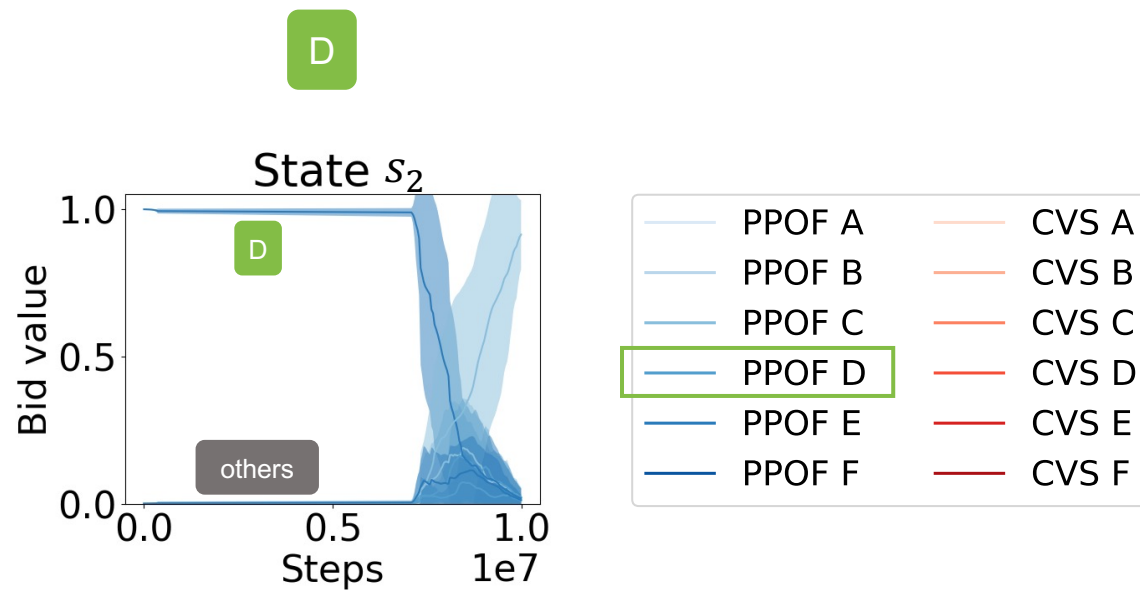 D
State s₂
1.0
D
0.5
Bid value
others
0.0
0.0 0.5 1.0
Steps 1e7
PPOF A CVS A
PPOF B CVS B
PPOF C CVS C
PPOF D CVS D
PPOF E CVS E
PPOF F CVS F